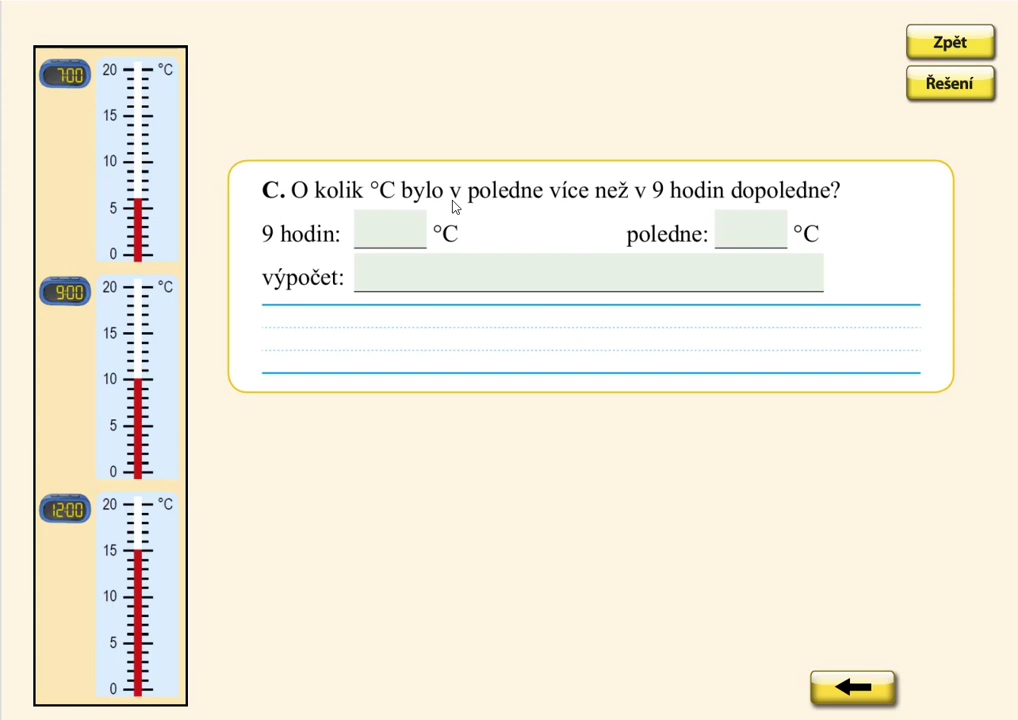 Zpět
Řešení
7:00
20 °C
15
10
5
0
9:00
20 °C
15
10
5
0
12:00
20 °C
15
10
5
0
C. O kolik °C bylo v poledne více než v 9 hodin dopoledne?
9 hodin: °C poledne: °C
výpočet: